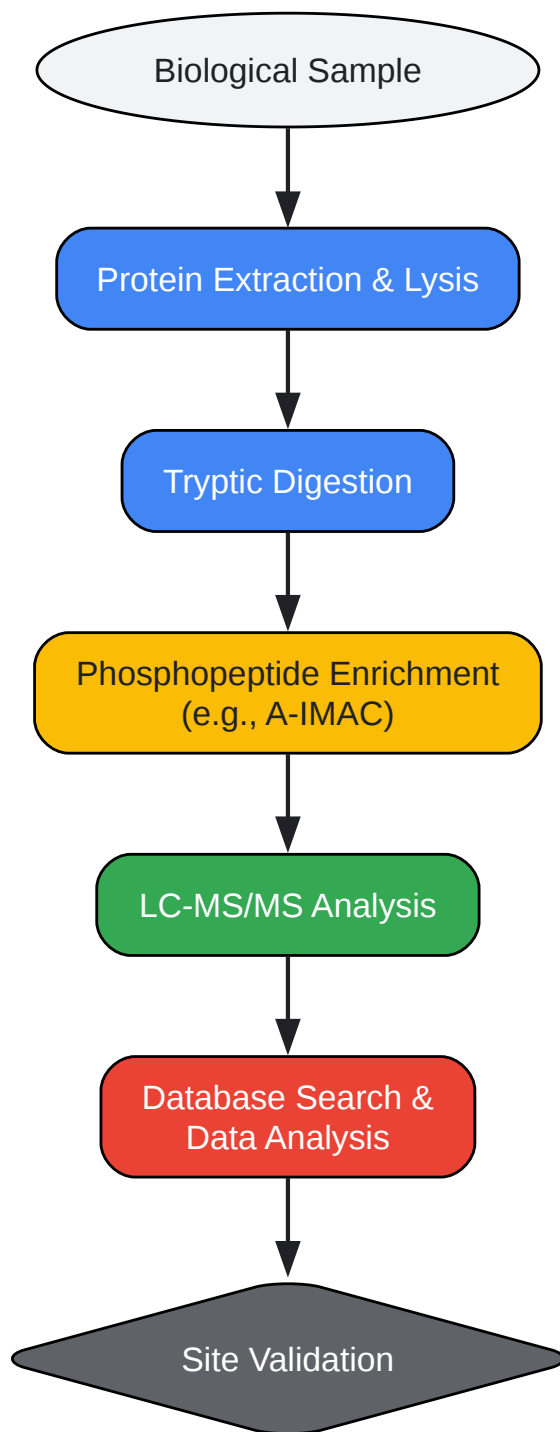 Biological Sample
Protein Extraction & Lysis
Tryptic Digestion
Phosphopeptide Enrichment
(e.g., A-IMAC)
LC-MS/MS Analysis
Database Search &
Data Analysis
Site Validation